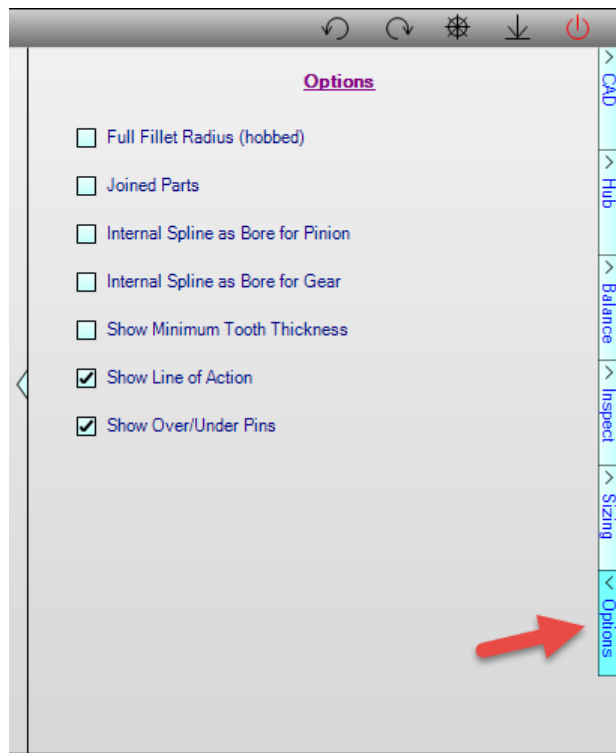 Options
Full Fillet Radius (hobbed)
Joined Parts
Internal Spline as Bore for Pinion
Internal Spline as Bore for Gear
Show Minimum Tooth Thickness
Show Line of Action
Show Over/Under Pins
CAD
Hub
Balance
Inspect
Sizing
Options